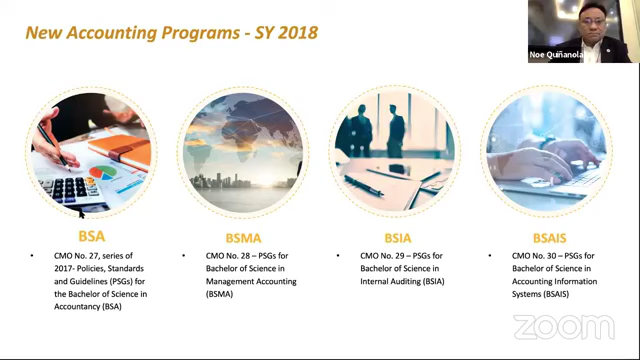 New Accounting Programs - SY 2018
Noe Quiñanola
BSA
• CMO No. 27, series of
2017- Policies, Standards
and Guidelines (PSGs) for
the Bachelor of Science in
Accountancy (BSA)
BSMA
• CMO No. 28 – PSGs for
Bachelor of Science in
Management Accounting
(BSMA)
BSIA
• CMO No. 29 – PSGs for
Bachelor of Science in
Internal Auditing (BSIA)
BSAIS
• CMO No. 30 – PSGs for
Bachelor of Science in
Accounting Information
Systems (BSAIS)
zoom